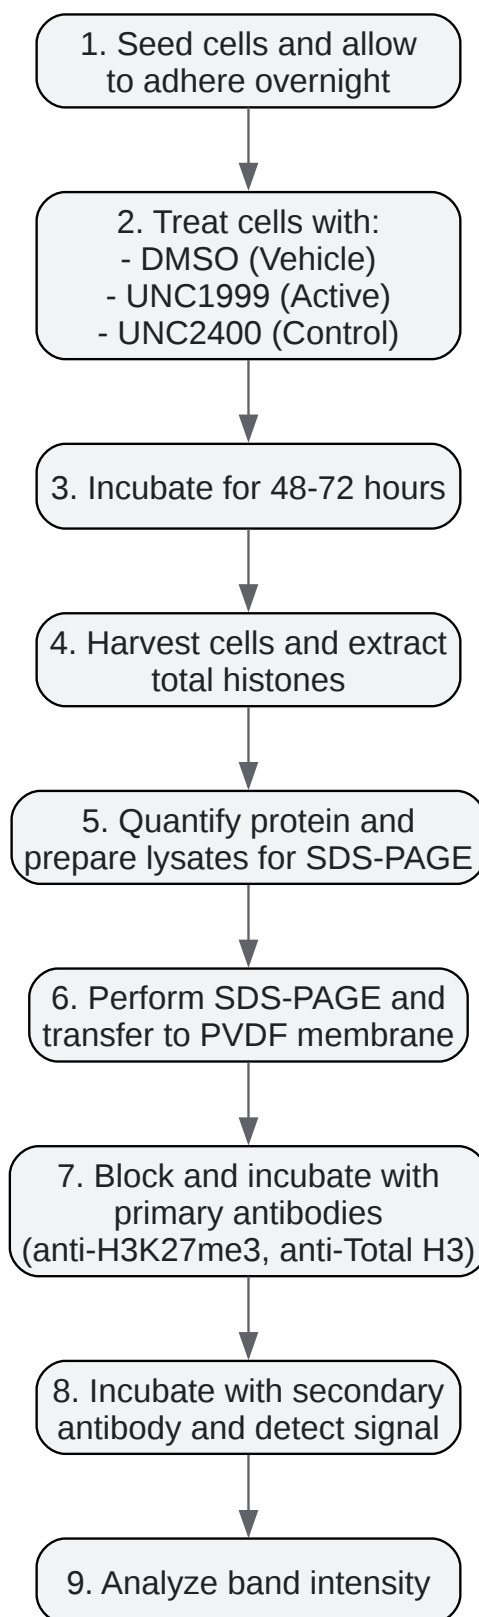 1. Seed cells and allow
to adhere overnight
2. Treat cells with:
- DMSO (Vehicle)
- UNC1999 (Active)
- UNC2400 (Control)
3. Incubate for 48-72 hours
4. Harvest cells and extract
total histones
5. Quantify protein and
prepare lysates for SDS-PAGE
6. Perform SDS-PAGE and
transfer to PVDF membrane
7. Block and incubate with
primary antibodies
(anti-H3K27me3, anti-Total H3)
8. Incubate with secondary
antibody and detect signal
9. Analyze band intensity